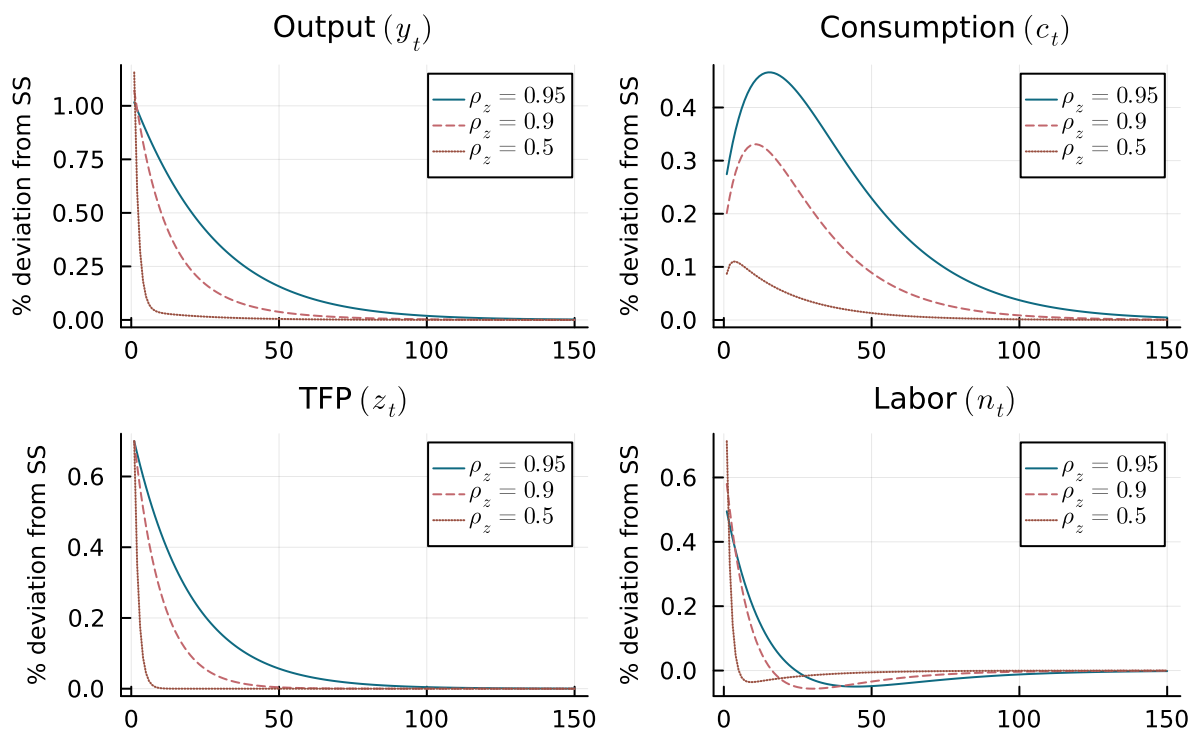 Output (y_t)
% deviation from SS
1.00
0.75
0.50
0.25
0.00
0
50
100
150
ρ_z = 0.95
ρ_z = 0.9
ρ_z = 0.5
Consumption (c_t)
% deviation from SS
0.4
0.3
0.2
0.1
0.0
0
50
100
150
ρ_z = 0.95
ρ_z = 0.9
ρ_z = 0.5
TFP (z_t)
% deviation from SS
0.6
0.4
0.2
0.0
0
50
100
150
ρ_z = 0.95
ρ_z = 0.9
ρ_z = 0.5
Labor (n_t)
% deviation from SS
0.6
0.4
0.2
0.0
0
50
100
150
ρ_z = 0.95
ρ_z = 0.9
ρ_z = 0.5